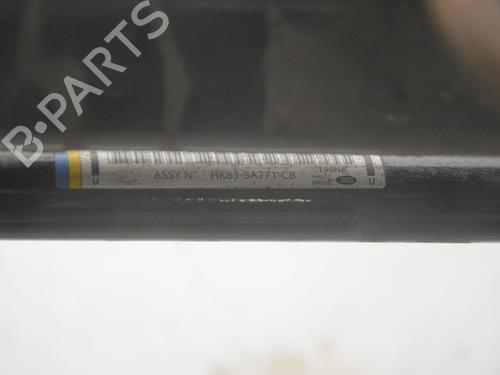 B·PARTS
ASSY N° HK83-5A771-CB
U
U